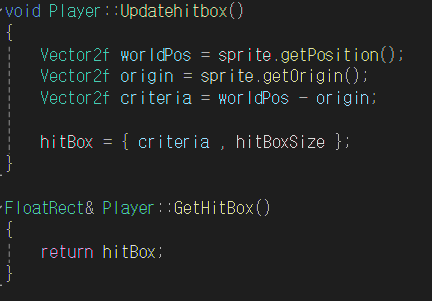 void Player::Updatehitbox()
{
Vector2f worldPos = sprite.getPosition();
Vector2f origin = sprite.getOrigin();
Vector2f criteria = worldPos - origin;
hitBox = { criteria , hitBoxSize };
}
FloatRect& Player::GetHitBox()
{
return hitBox;
}